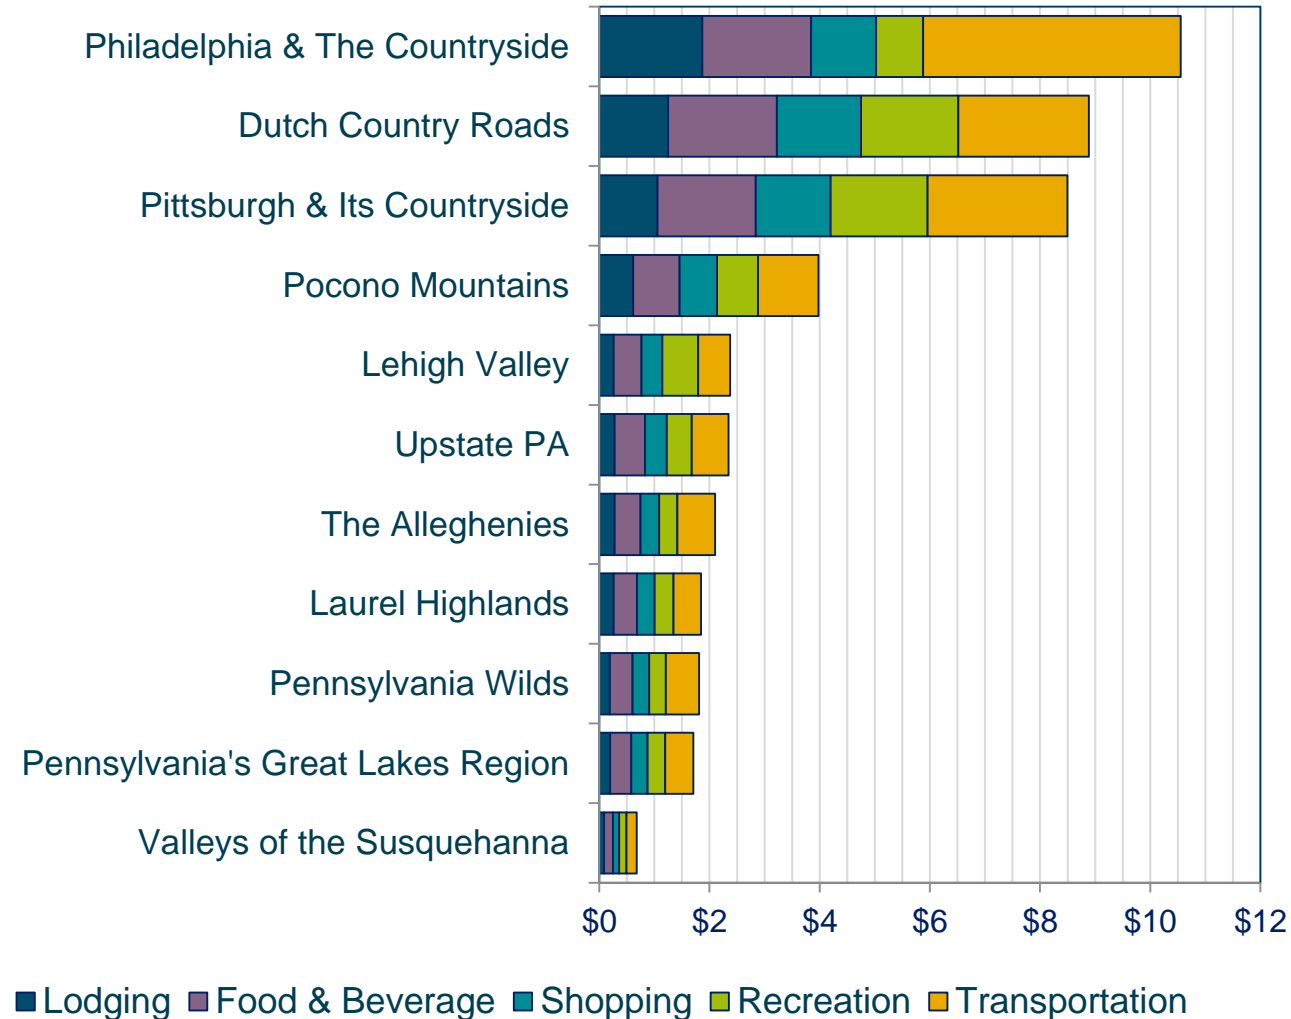 Philadelphia & The Countryside
Dutch Country Roads
Pittsburgh & Its Countryside
Pocono Mountains
Lehigh Valley
Upstate PA
The Alleghenies
Laurel Highlands
Pennsylvania Wilds
Pennsylvania's Great Lakes Region
Valleys of the Susquehanna
$0 $2 $4 $6 $8 $10 $12
Lodging Food & Beverage Shopping Recreation Transportation